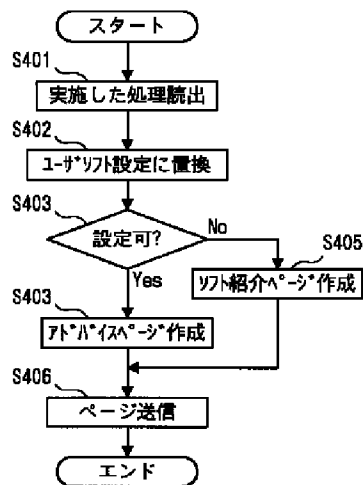 スタート
S401
実施した処理読出
S402
ﾕｰｻﾞｿﾌﾄ設定に置換
S403
設定可?
No
S405
Yes
ｿﾌﾄ紹介ﾍﾟｰｼﾞ作成
S403
ｱﾄﾞﾊﾞｲｽﾍﾟｰｼﾞ作成
S406
ページ送信
エンド